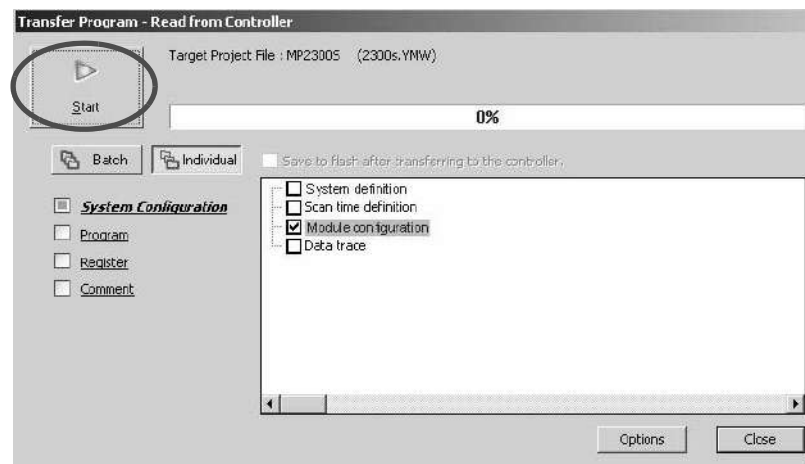 Transfer Program - Read from Controller
Target Project File : MP2300S (2300s.YMW)
Start
0%
Batch
Individual
Save to flash after transferring to the controller.
System definition
System Configuration
Scan time definition
Program
Module configuration
Register
Data trace
Comment
Options
Close